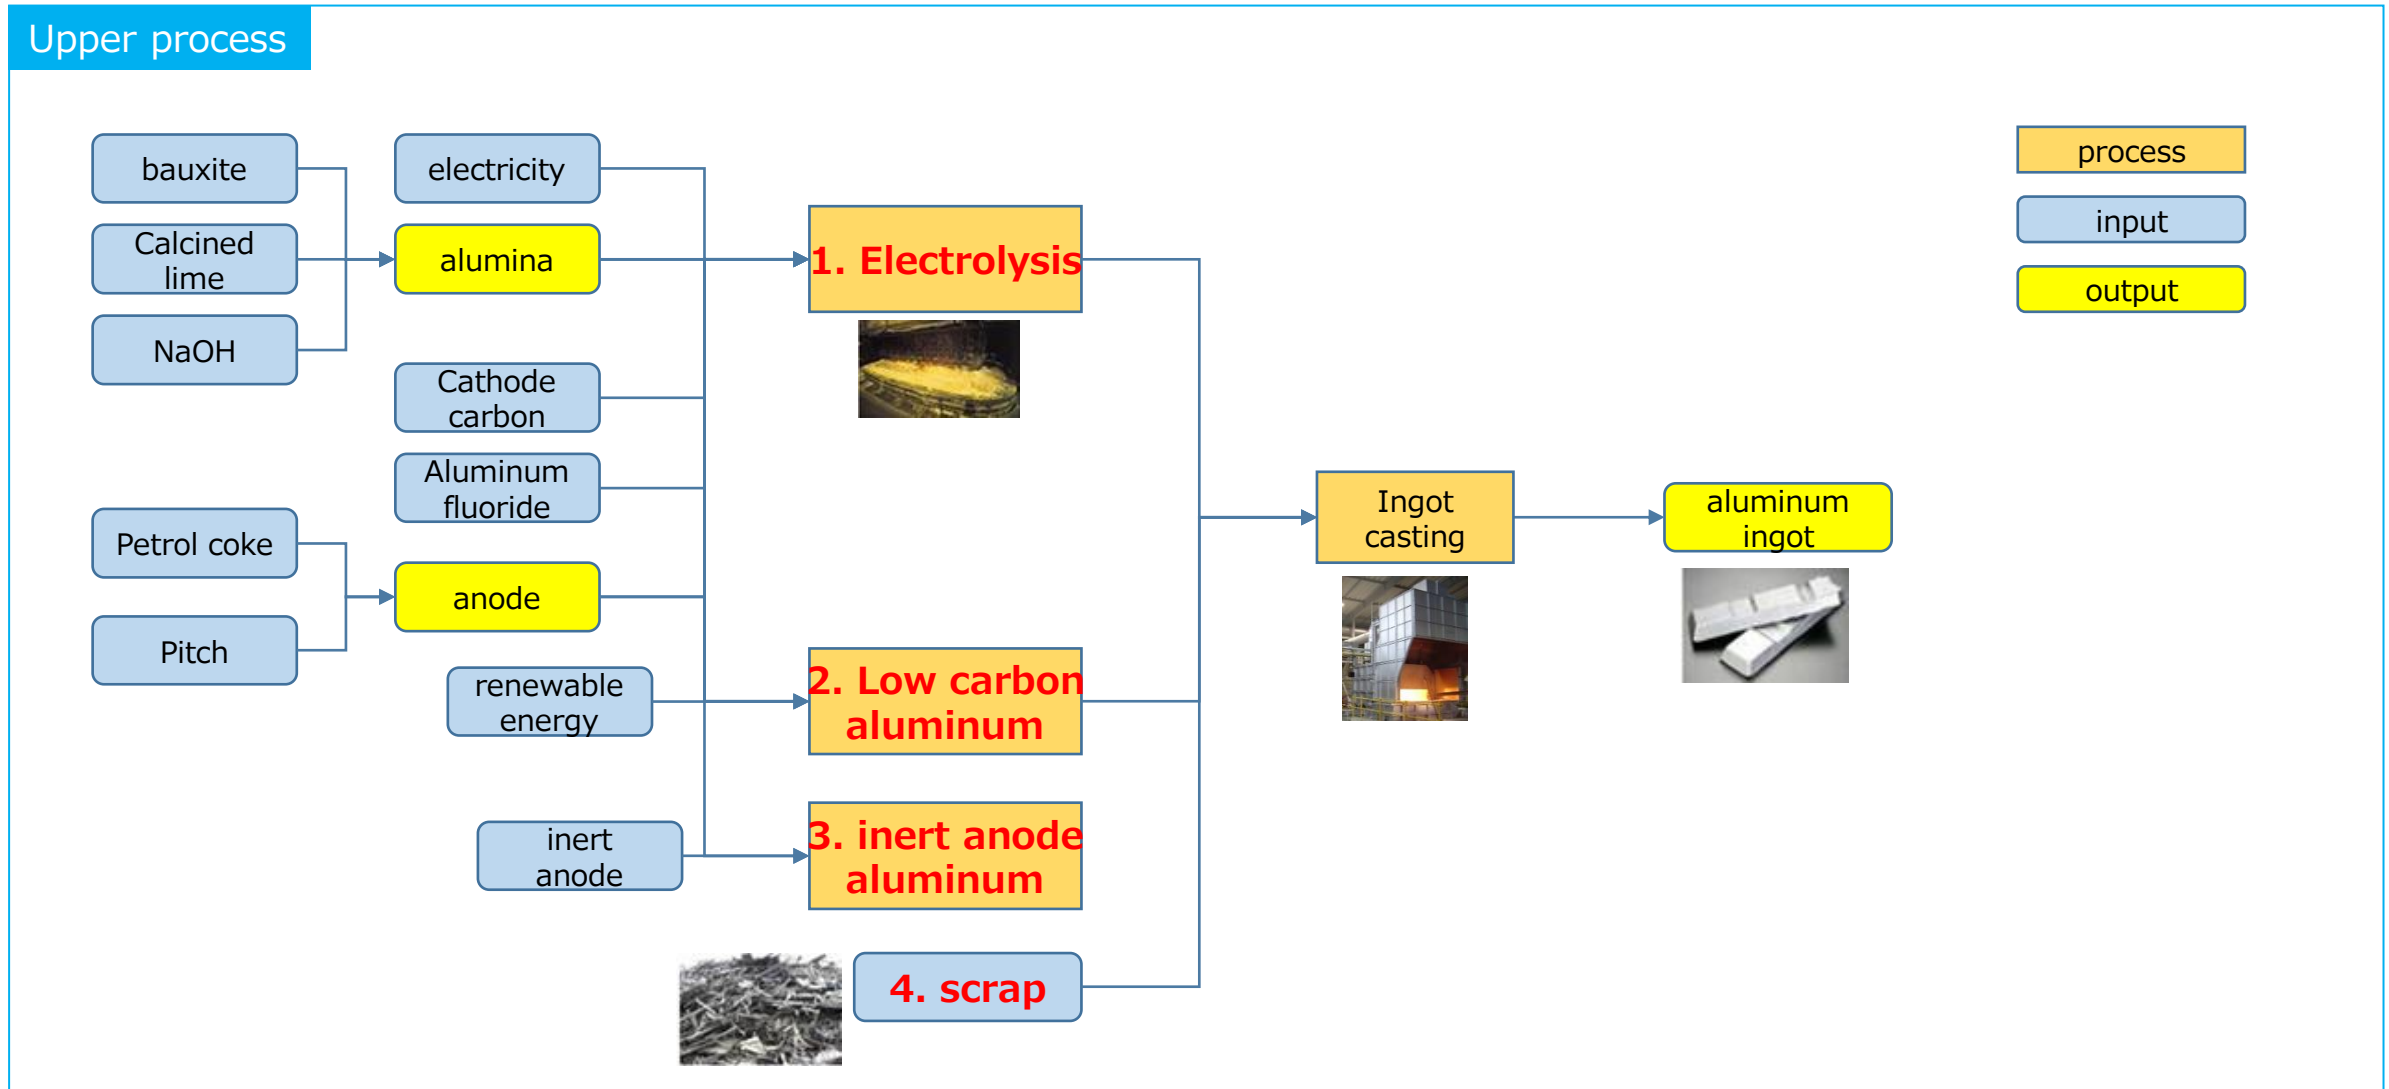 Upper process
bauxite
Calcined
lime
NaOH
Petrol coke
Pitch
electricity
alumina
Cathode
carbon
Aluminum
fluoride
anode
renewable
energy
inert
anode
1. Electrolysis
2. Low carbon
aluminum
3. inert anode
aluminum
4. scrap
Ingot
casting
aluminum
ingot
process
input
output